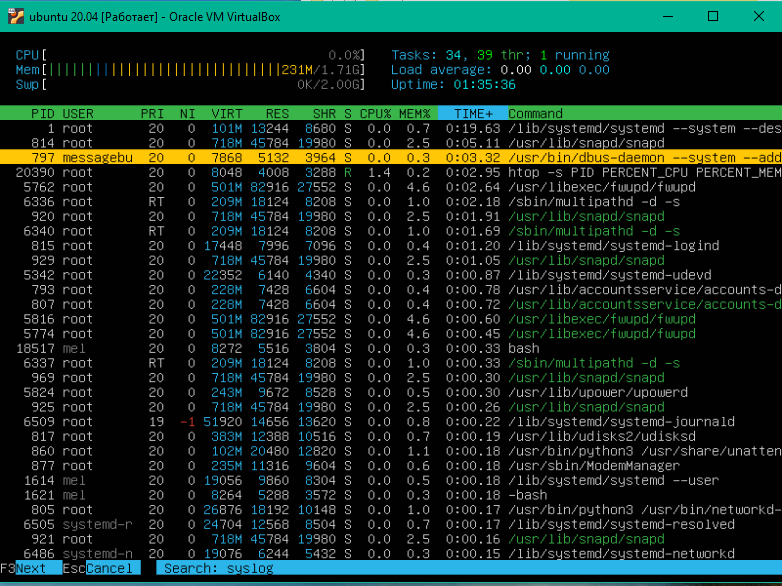 ubuntu 20.04 [Работает] - Oracle VM VirtualBox
CPU[ 0.0%] Tasks: 34, 39 thr; 1 running
Mem[||||||||||||||||||||||||||||||231M/1.71G] Load average: 0.00 0.00 0.00
Swp[ 0K/2.00G] Uptime: 01:35:36
PID USER PRI NI VIRT RES SHR S CPU% MEM% TIME+ Command
1 root 20 0 101M 13244 8680 S 0.0 0.7 0:19.63 /lib/systemd/systemd --system --des
814 root 20 0 718M 45784 19980 S 0.0 2.5 0:05.11 /usr/lib/snapd/snapd
797 messagebu 20 0 7868 5132 3964 S 0.0 0.3 0:03.32 /usr/bin/dbus-daemon --system --add
20390 root 20 0 8048 4008 3288 R 1.4 0.2 0:02.95 htop -s PID PERCENT_CPU PERCENT_MEM
5762 root 20 0 501M 82916 27552 S 0.0 4.6 0:02.64 /usr/libexec/fwupd/fwupd
6336 root RT 0 209M 18124 8208 S 0.0 1.0 0:02.18 /sbin/multipathd -d -s
920 root 20 0 718M 45784 19980 S 0.0 2.5 0:01.91 /usr/lib/snapd/snapd
6340 root RT 0 209M 18124 8208 S 0.0 1.0 0:01.69 /sbin/multipathd -d -s
815 root 20 0 17448 7996 7096 S 0.0 0.4 0:01.20 /lib/systemd/systemd-logind
929 root 20 0 718M 45784 19980 S 0.0 2.5 0:01.05 /usr/lib/snapd/snapd
5342 root 20 0 22352 6140 4340 S 0.0 0.3 0:00.87 /lib/systemd/systemd-udevd
793 root 20 0 228M 7428 6604 S 0.0 0.4 0:00.78 /usr/lib/accountsservice/accounts-d
807 root 20 0 228M 7428 6604 S 0.0 0.4 0:00.72 /usr/lib/accountsservice/accounts-d
5816 root 20 0 501M 82916 27552 S 0.0 4.6 0:00.60 /usr/libexec/fwupd/fwupd
5774 root 20 0 501M 82916 27552 S 0.0 4.6 0:00.45 /usr/libexec/fwupd/fwupd
18517 mel 20 0 8272 5516 3804 S 0.0 0.3 0:00.33 bash
6337 root RT 0 209M 18124 8208 S 0.0 1.0 0:00.33 /sbin/multipathd -d -s
969 root 20 0 718M 45784 19980 S 0.0 2.5 0:00.30 /usr/lib/snapd/snapd
5824 root 20 0 243M 9672 8528 S 0.0 0.5 0:00.28 /usr/lib/upower/upowerd
925 root 20 0 718M 45784 19980 S 0.0 2.5 0:00.26 /usr/lib/snapd/snapd
6509 root 19 -1 51920 14656 13620 S 0.0 0.8 0:00.22 /lib/systemd/systemd-journald
817 root 20 0 383M 12388 10516 S 0.0 0.7 0:00.19 /usr/lib/udisks2/udisksd
860 root 20 0 102M 20480 12820 S 0.0 1.1 0:00.18 /usr/bin/python3 /usr/share/unatten
877 root 20 0 235M 11316 9604 S 0.0 0.6 0:00.18 /usr/sbin/ModemManager
1614 mel 20 0 19056 9860 8304 S 0.0 0.5 0:00.18 /lib/systemd/systemd --user
1621 mel 20 0 8264 5288 3572 S 0.0 0.3 0:00.18 -bash
805 root 20 0 26876 18192 10148 S 0.0 1.0 0:00.17 /usr/bin/python3 /usr/bin/networkd-
6505 systemd-r 20 0 24704 12568 8504 S 0.0 0.7 0:00.17 /lib/systemd/systemd-resolved
921 root 20 0 718M 45784 19980 S 0.0 2.5 0:00.16 /usr/lib/snapd/snapd
6486 systemd-n 20 0 19076 6244 5432 S 0.0 0.3 0:00.15 /lib/systemd/systemd-networkd
F3Next EscCancel Search: syslog